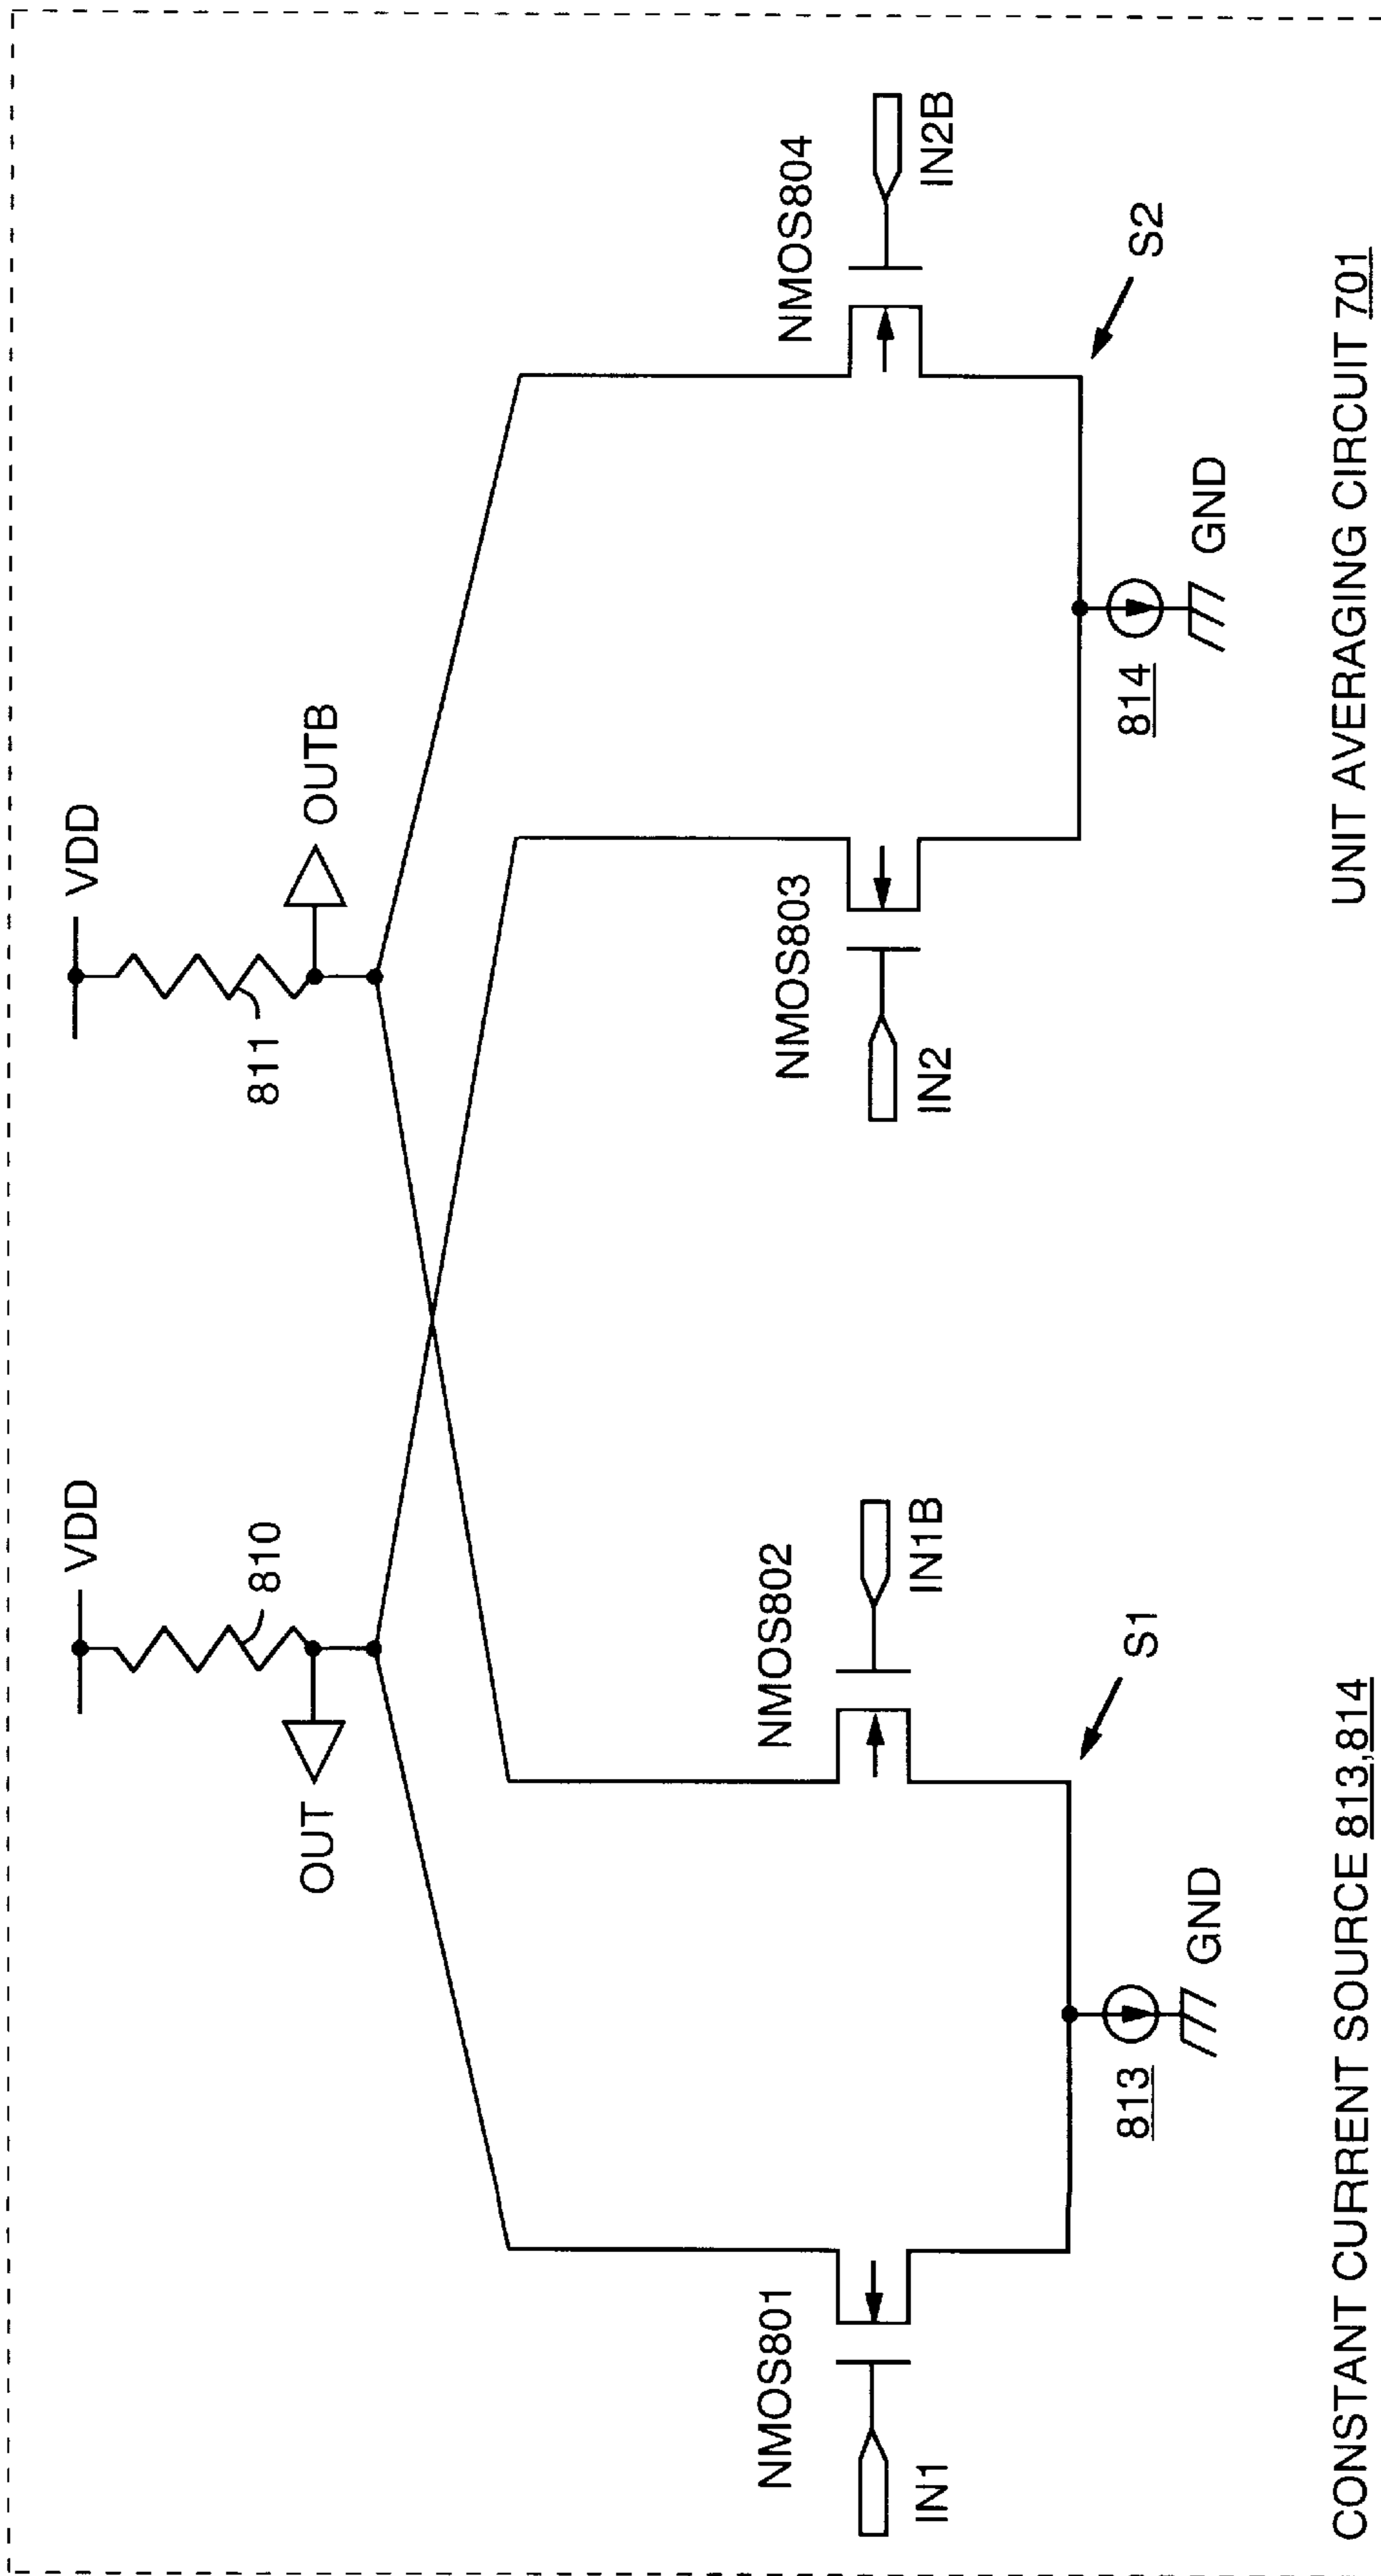 VDD
VDD
810
811
OUT
OUTB
NMOS801
NMOS802
NMOS803
NMOS804
IN1
IN1B
IN2
IN2B
S1
S2
813
GND
814
GND
CONSTANT CURRENT SOURCE 813,814
UNIT AVERAGING CIRCUIT 701